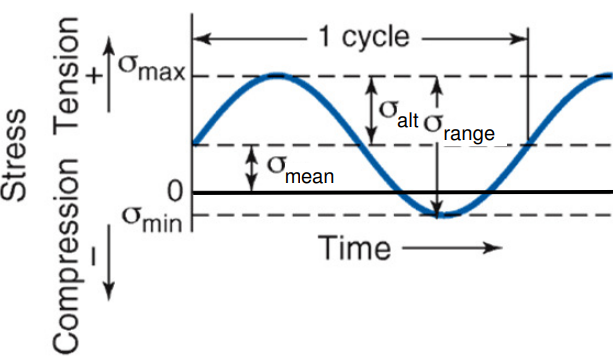 1 cycle
Tension
+
σmax
σalt
σrange
Stress
σmean
0
σmin
Compression
−
Time